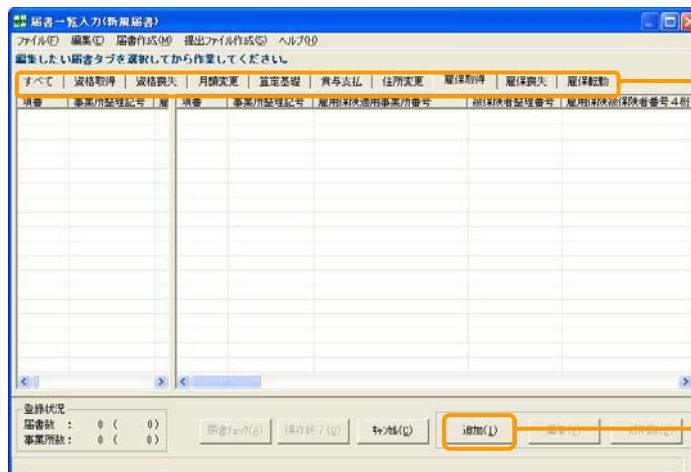 届書一覧入力(新規届書)
ファイル(F) 編集(E) 届書作成(M) 提出ファイル作成(S) ヘルプ(H)
編集したい届書タブを選択してから作業してください。
すべて 資格取得 資格喪失 月額変更 算定基礎 賞与支払 住所変更 雇保取得 雇保喪失 雇保転勤
項番 事業所整理記号 雇 項番 事業所整理記号 雇用保険適用事業所番号 被保険者整理番号 雇用保険被保険者番号4桁
登録状況
届書数 : 0 ( 0)
事業所数: 0 ( 0)
届書チェック(A) 保存終了(U) キャンセル(C) 追加(I)